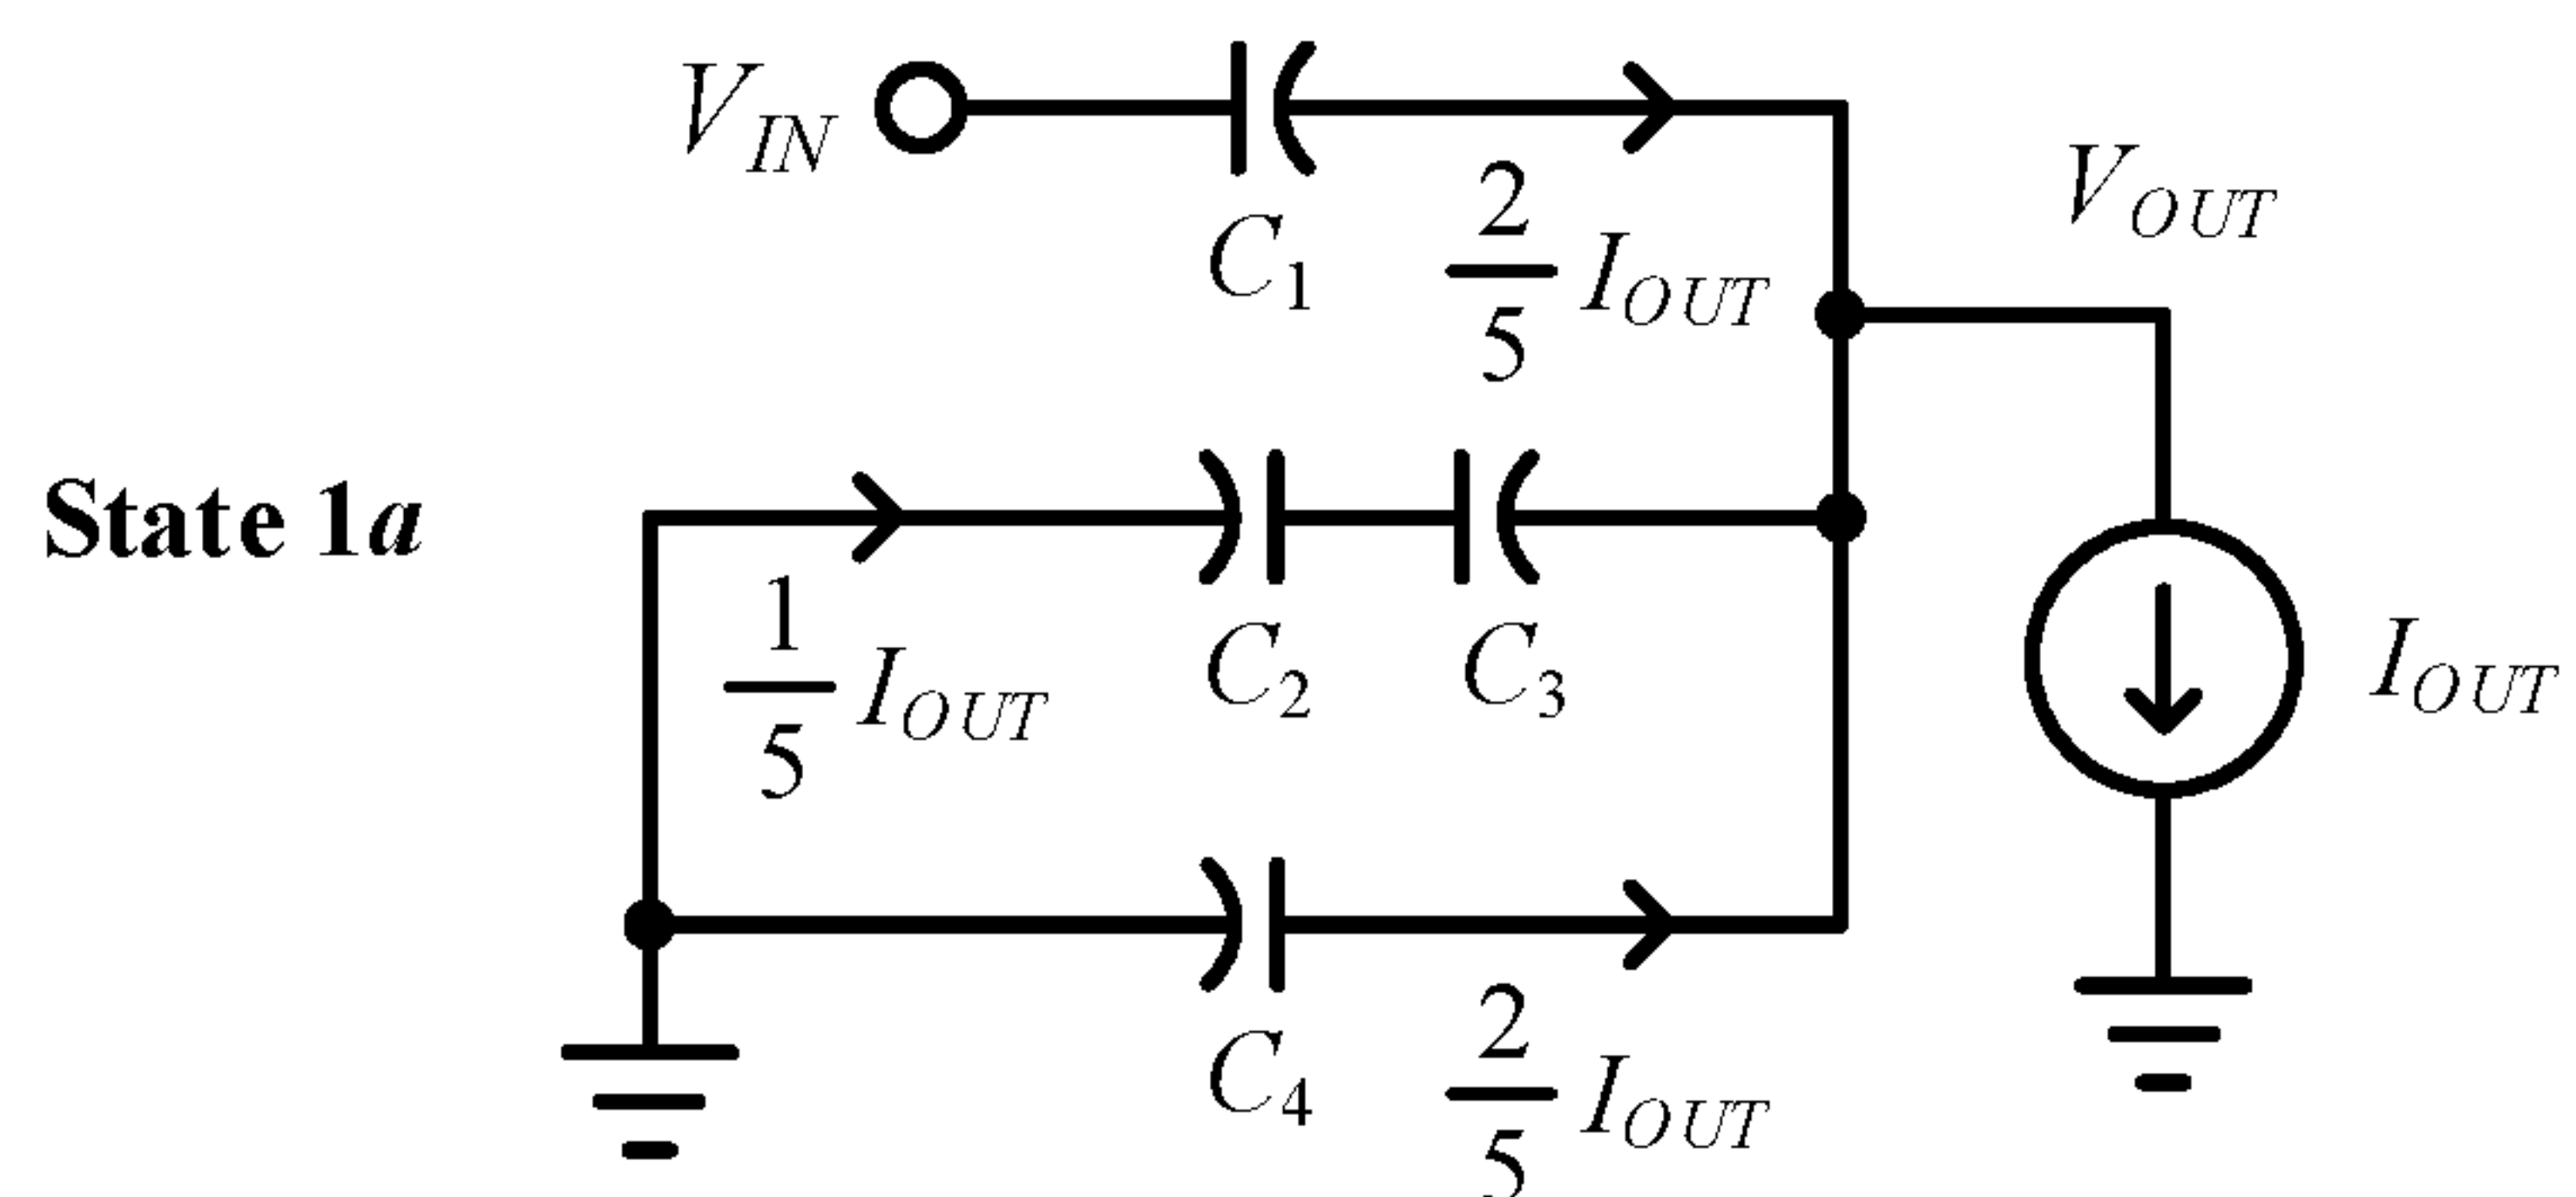 V_IN
C_1
2/5 I_OUT
V_OUT
State 1a
1/5 I_OUT
C_2
C_3
I_OUT
C_4
2/5 I_OUT